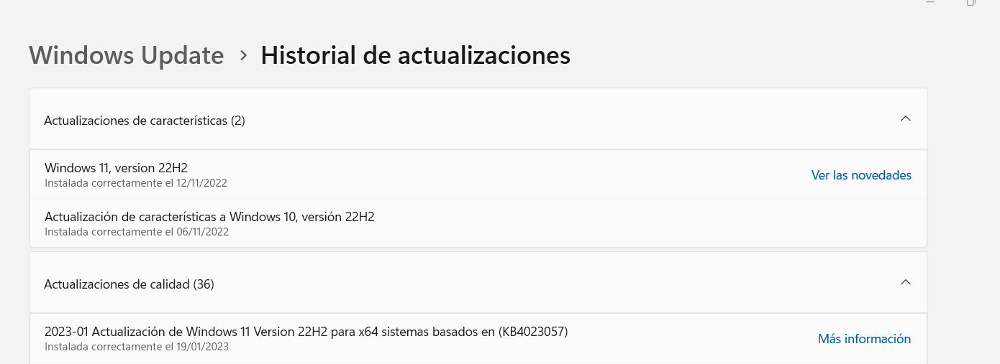 Windows Update > Historial de actualizaciones
Actualizaciones de características (2)
Windows 11, version 22H2
Instalada correctamente el 12/11/2022
Ver las novedades
Actualización de características a Windows 10, versión 22H2
Instalada correctamente el 06/11/2022
Actualizaciones de calidad (36)
2023-01 Actualización de Windows 11 Version 22H2 para x64 sistemas basados en (KB4023057)
Instalada correctamente el 19/01/2023
Más información